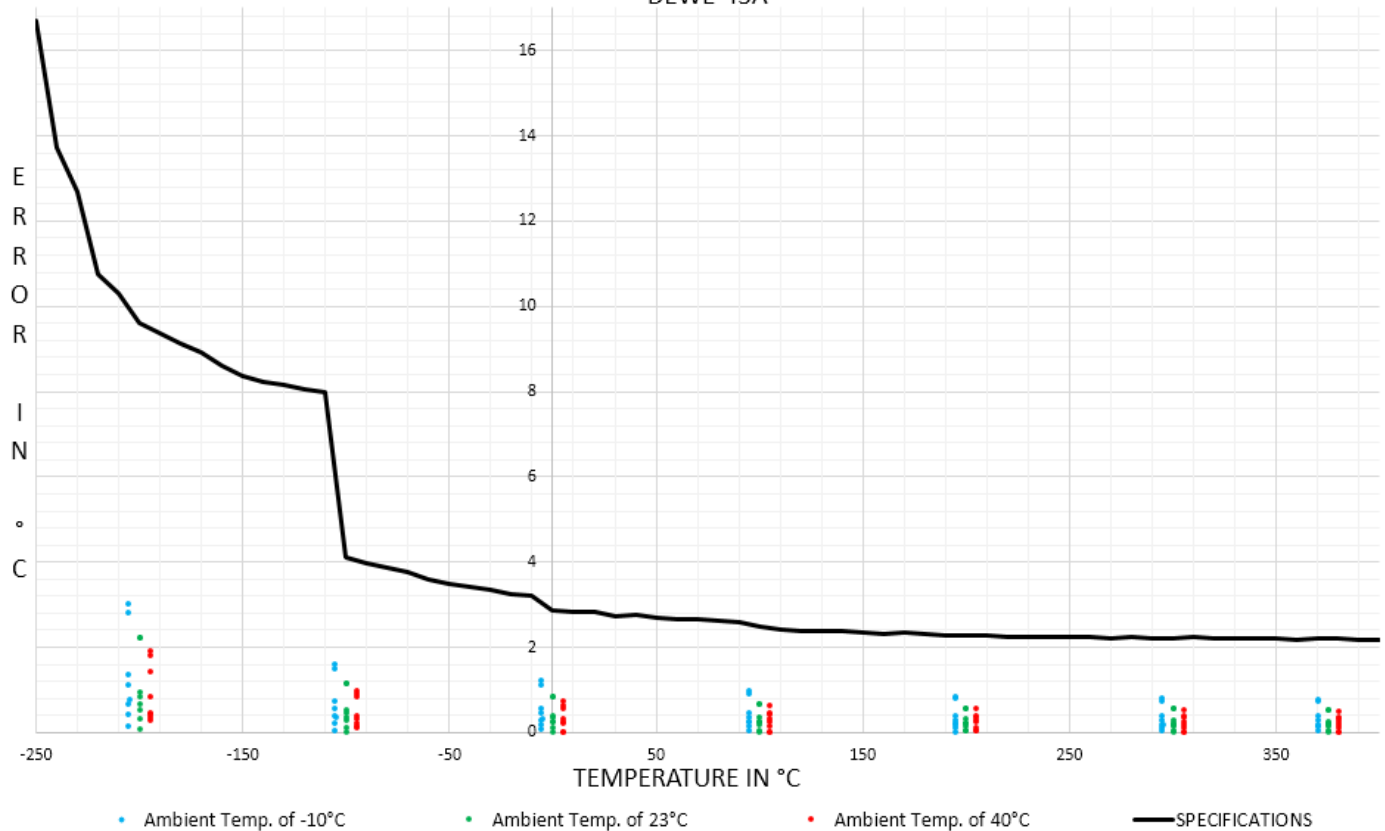 16
14
12
10
8
6
4
2
0
E
R
R
O
R
I
N
°
C
-250 -150 -50 50 150 250 350
TEMPERATURE IN °C
Ambient Temp. of -10°C Ambient Temp. of 23°C Ambient Temp. of 40°C SPECIFICATIONS